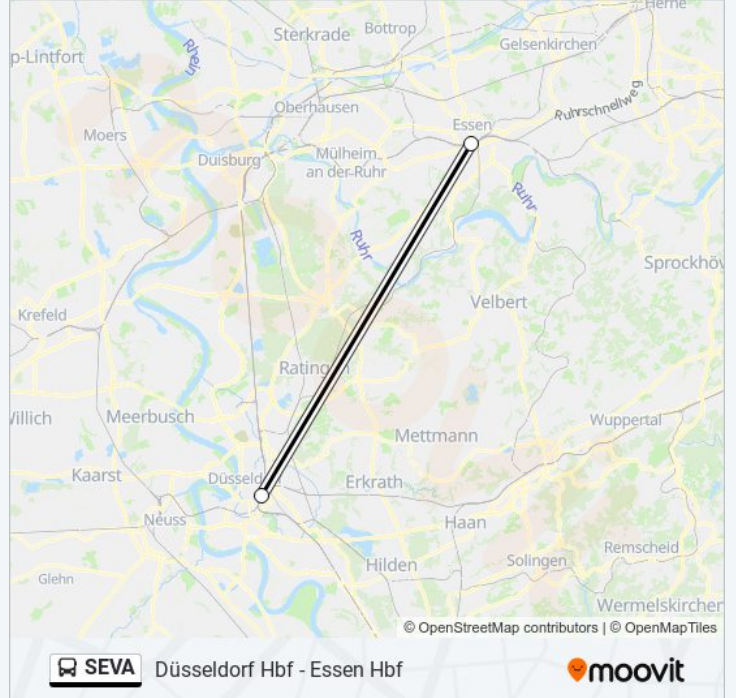 Herne
Sterkrade
Bottrop
Gelsenkirchen
Rhein
p-Lintfort
Oberhausen
Ruhrschnellweg
Essen
Moers
Duisburg
Mülheim
an der Ruhr
Ruhr
Ruhr
Sprockhöv
Velbert
Krefeld
Ratingen
Willich
Meerbusch
Wuppertal
Mettmann
Kaarst
Düsseld
Erkrath
Neuss
Haan
Remscheid
Solingen
Hilden
Glehn
Wermelskirchen
© OpenStreetMap contributors | © OpenMapTiles
SEVA
Düsseldorf Hbf - Essen Hbf
moovit